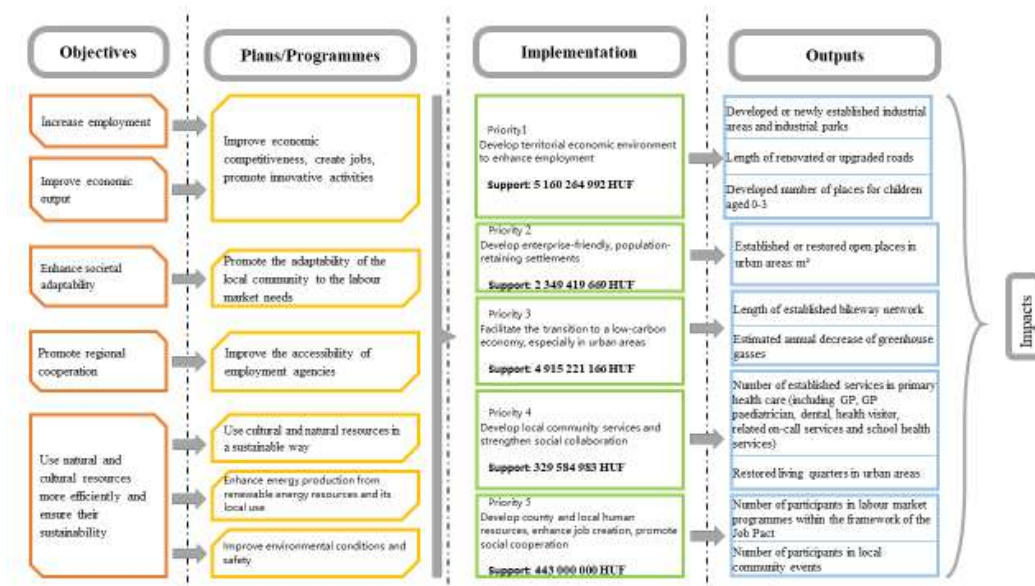 Objectives
Plans/Programmes
Implementation
Outputs
Increase employment
Improve economic
output
Enhance societal
adaptability
Promote regional
cooperation
Use natural and
cultural resources
more efficiently and
ensure their
sustainability
Improve economic
competitiveness, create jobs,
promote innovative activities
Promote the adaptability of the
local community to the labour
market needs
Improve the accessibility of
employment agencies
Use cultural and natural resources in
a sustainable way
Enhance energy production from
renewable energy resources and its
local use
Improve environmental conditions and
safety
Priority1
Develop territorial economic environment
to enhance employment
Support: 5 160 264 992 HUF
Priority 2
Develop enterprise-friendly, population-
retaining settlements
Support: 2 349 419 669 HUF
Priority 3
Facilitate the transition to a low-carbon
economy, especially in urban areas
Support: 4 915 221 166 HUF
Priority 4
Develop local community services and
strengthen social collaboration
Support: 329 584 983 HUF
Priority 5
Develop county and local human
resources, enhance job creation, promote
social cooperation
Support: 443 000 000 HUF
Developed or newly established industrial
areas and industrial parks
Length of renovated or upgraded roads
Developed number of places for children
aged 0-3
Established or restored open places in
urban areas: m²
Length of established bikeway network
Estimated annual decrease of greenhouse
gasses
Number of established services in primary
health care (including GP, GP
paediatrician, dental, health visitor,
related on-call services and school health
services)
Restored living quarters in urban areas
Number of participants in labour market
programmes within the framework of the
Job Pact
Number of participants in local
community events
Impacts